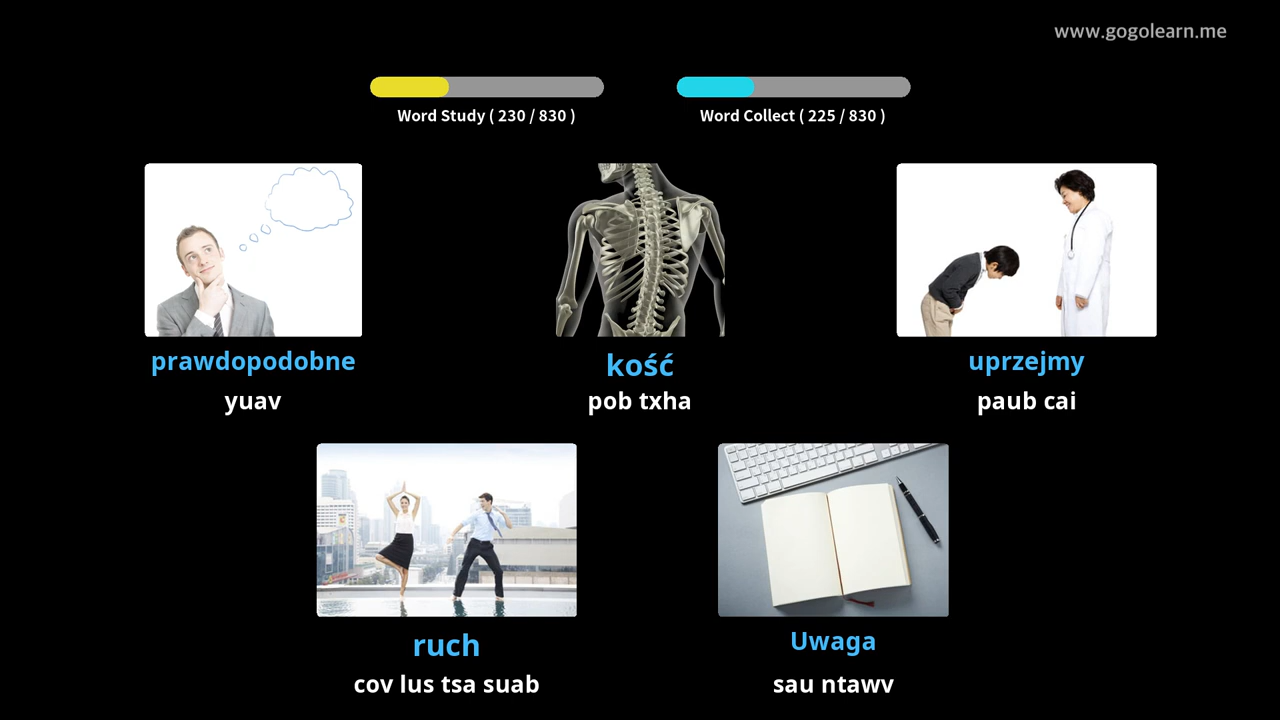 www.gogolearn.me
Word Study ( 230 / 830 )
Word Collect ( 225 / 830 )
prawdopodobne
yuav
kość
pob txha
uprzejmy
paub cai
ruch
cov lus tsa suab
Uwaga
sau ntawv